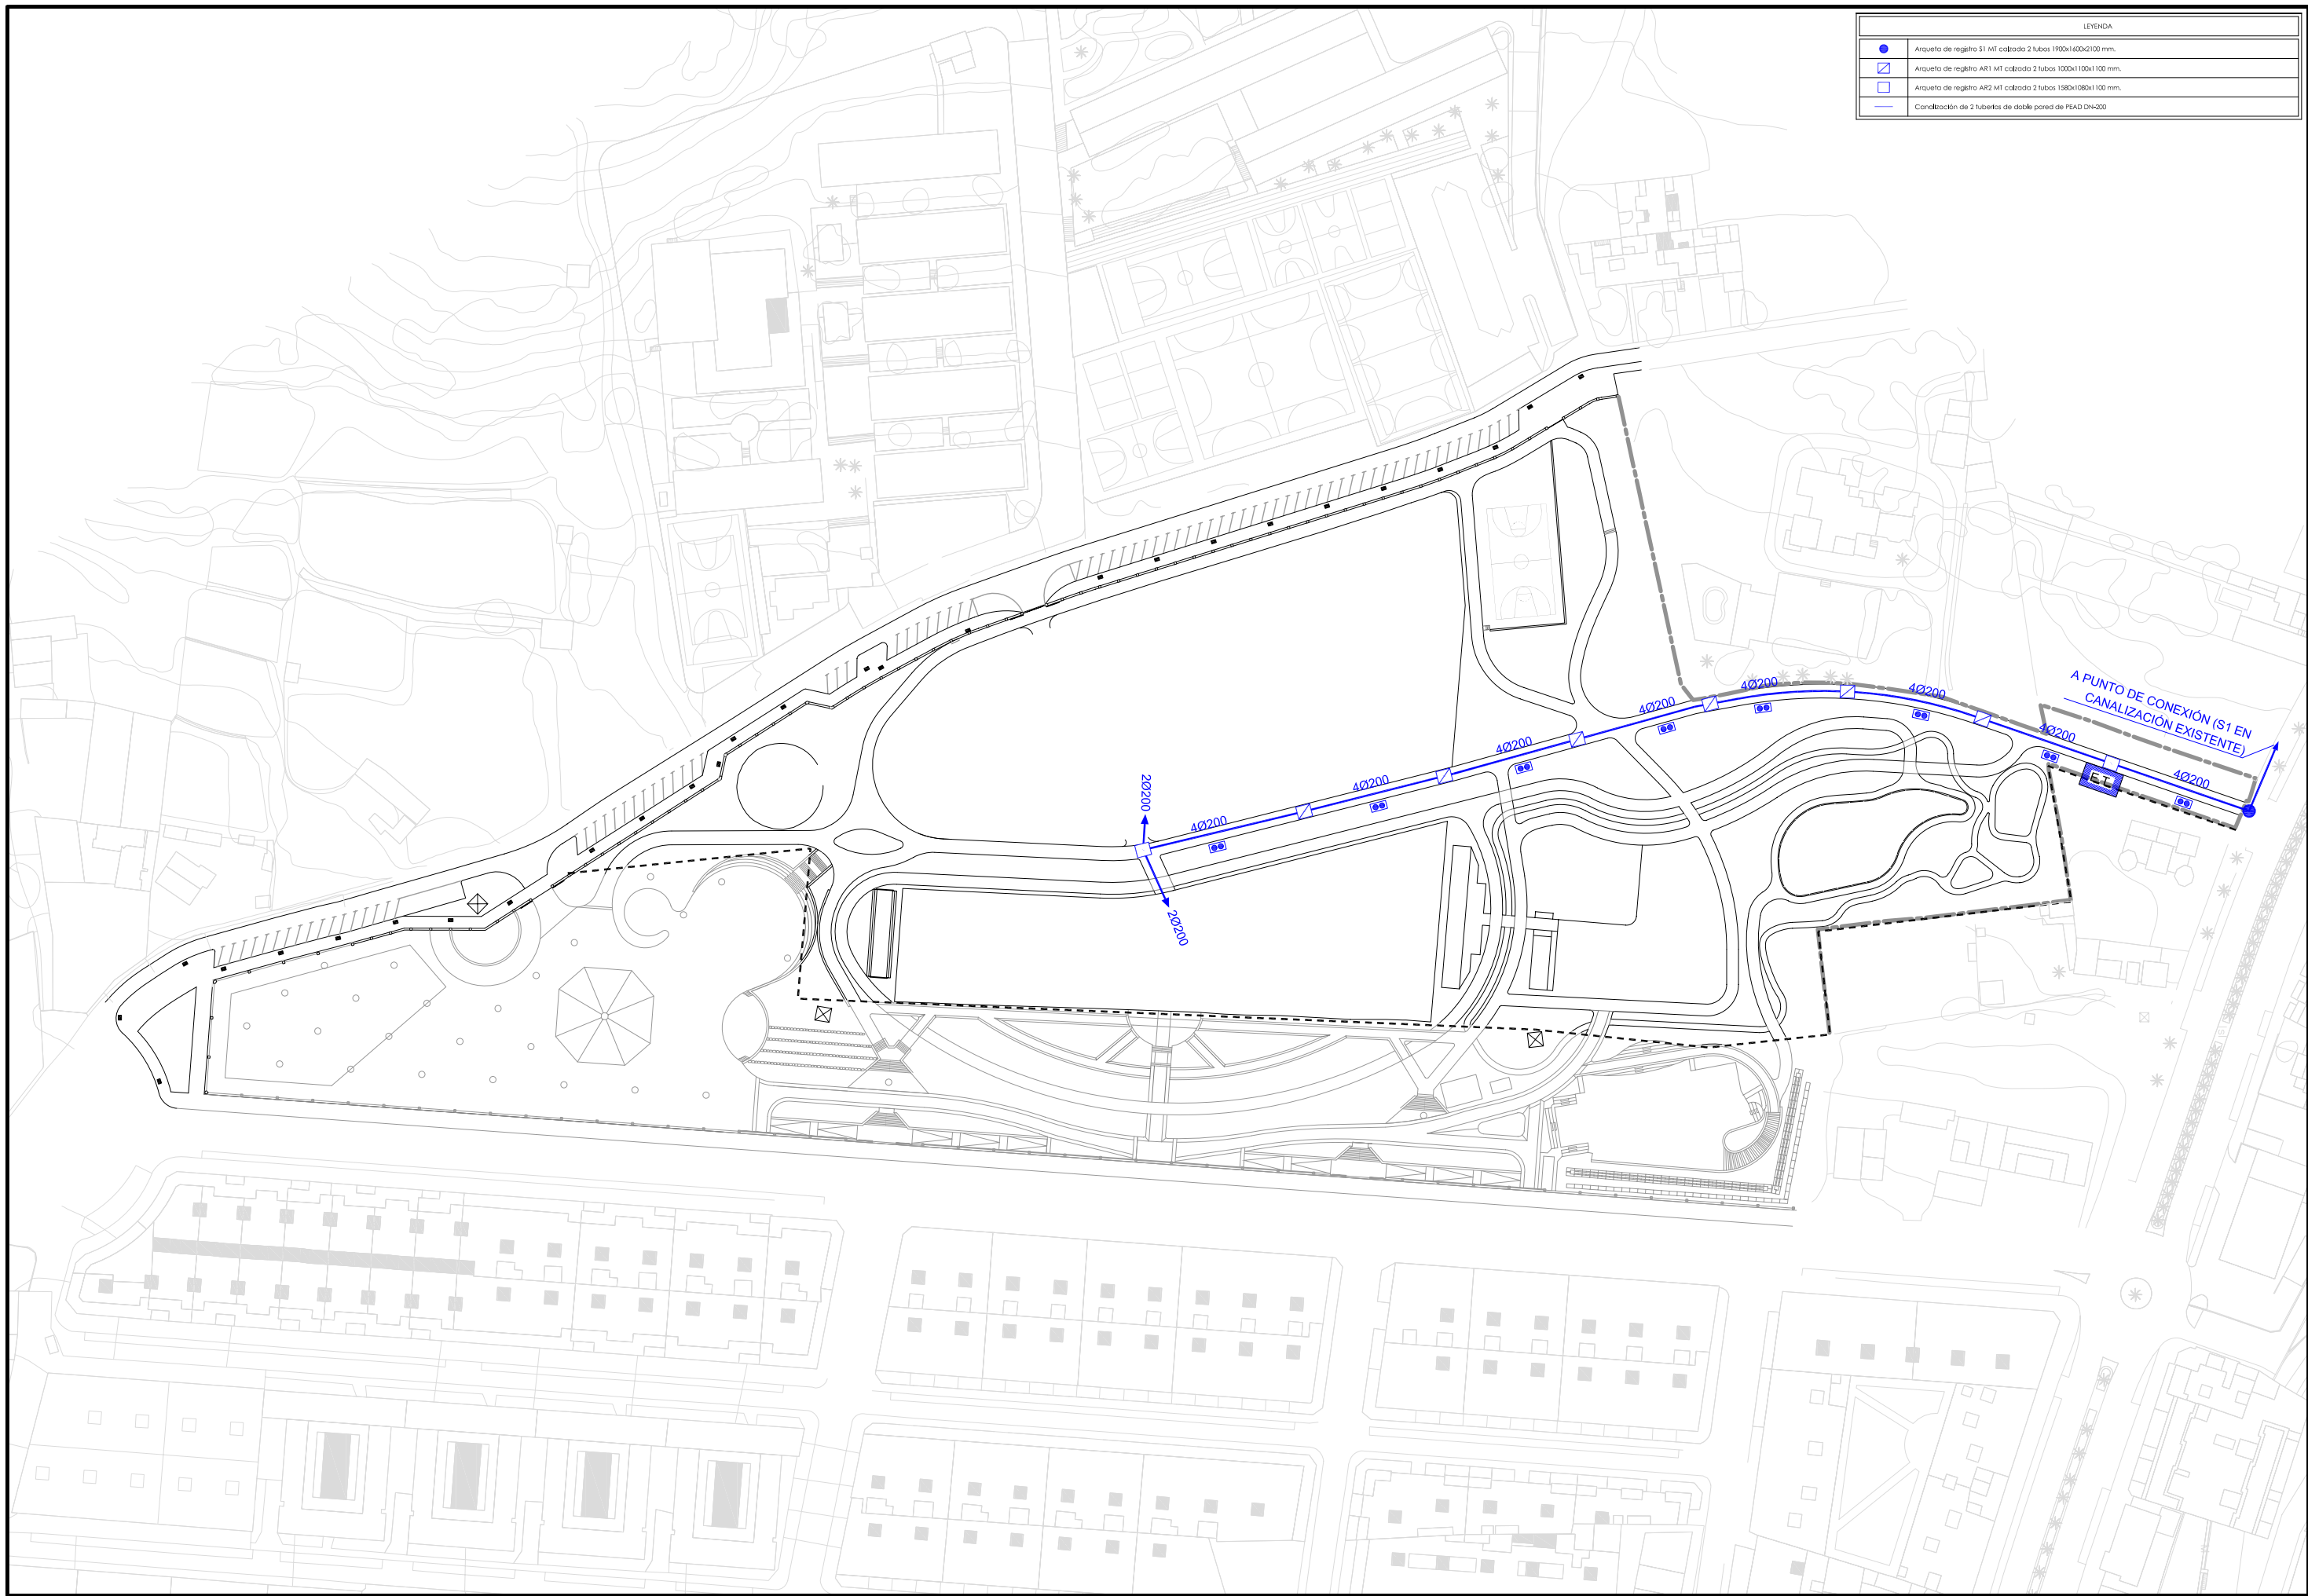 LEYENDA
Arqueta de registro S1 MT calzada 2 tubos 1900x1600x2100 mm.
Arqueta de registro AR1 MT calzada 2 tubos 1000x1100x1100 mm.
Arqueta de registro AR2 MT calzada 2 tubos 1580x1080x1100 mm.
Canalización de 2 tuberías de doble pared de PEAD DN-200
A PUNTO DE CONEXIÓN (S1 EN
CANALIZACIÓN EXISTENTE)
4Ø200
4Ø200
4Ø200
4Ø200
4Ø200
4Ø200
4Ø200
4Ø200
E.T.
2Ø200
2Ø200